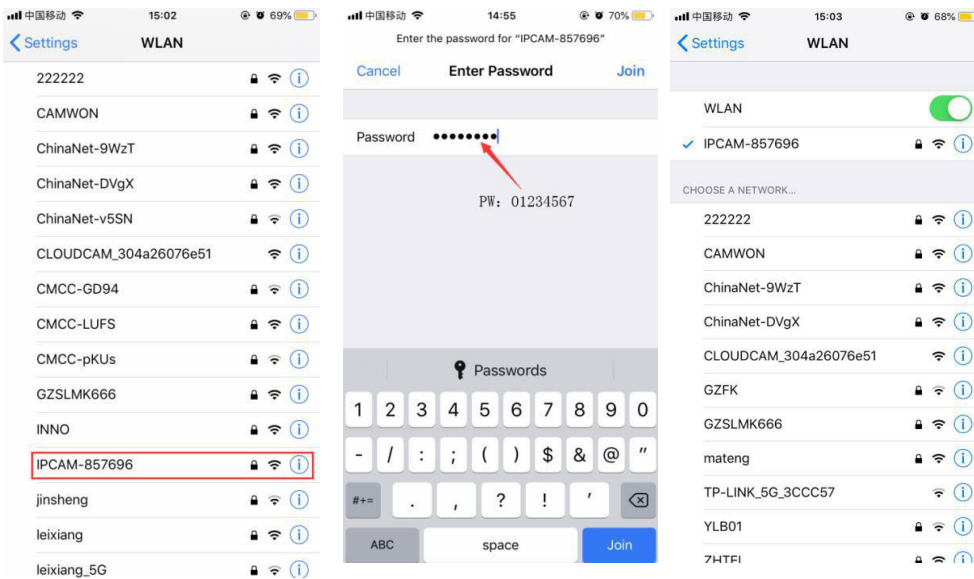 中国移动 15:02 69%
Settings WLAN
222222
CAMWON
ChinaNet-9WzT
ChinaNet-DVgX
ChinaNet-v5SN
CLOUDCAM_304a26076e51
CMCC-GD94
CMCC-LUFS
CMCC-pKUs
GZSLMK666
INNO
IPCAM-857696
jinsheng
leixiang
leixiang_5G
中国移动 14:55 70%
Enter the password for "IPCAM-857696"
Cancel Enter Password Join
Password ••••••••
PW: 01234567
Passwords
1 2 3 4 5 6 7 8 9 0
- / : ; ( ) $ & @ "
#+= . , ? ! '
ABC space Join
中国移动 15:03 68%
Settings WLAN
WLAN
IPCAM-857696
CHOOSE A NETWORK...
222222
CAMWON
ChinaNet-9WzT
ChinaNet-DVgX
CLOUDCAM_304a26076e51
GZFK
GZSLMK666
mateng
TP-LINK_5G_3CCC57
YLB01